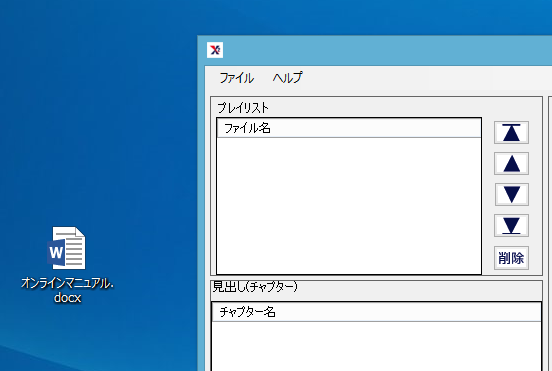 ファイル ヘルプ
プレイリスト
ファイル名
削除
オンラインマニュアル.
docx
見出し(チャプター)
チャプター名